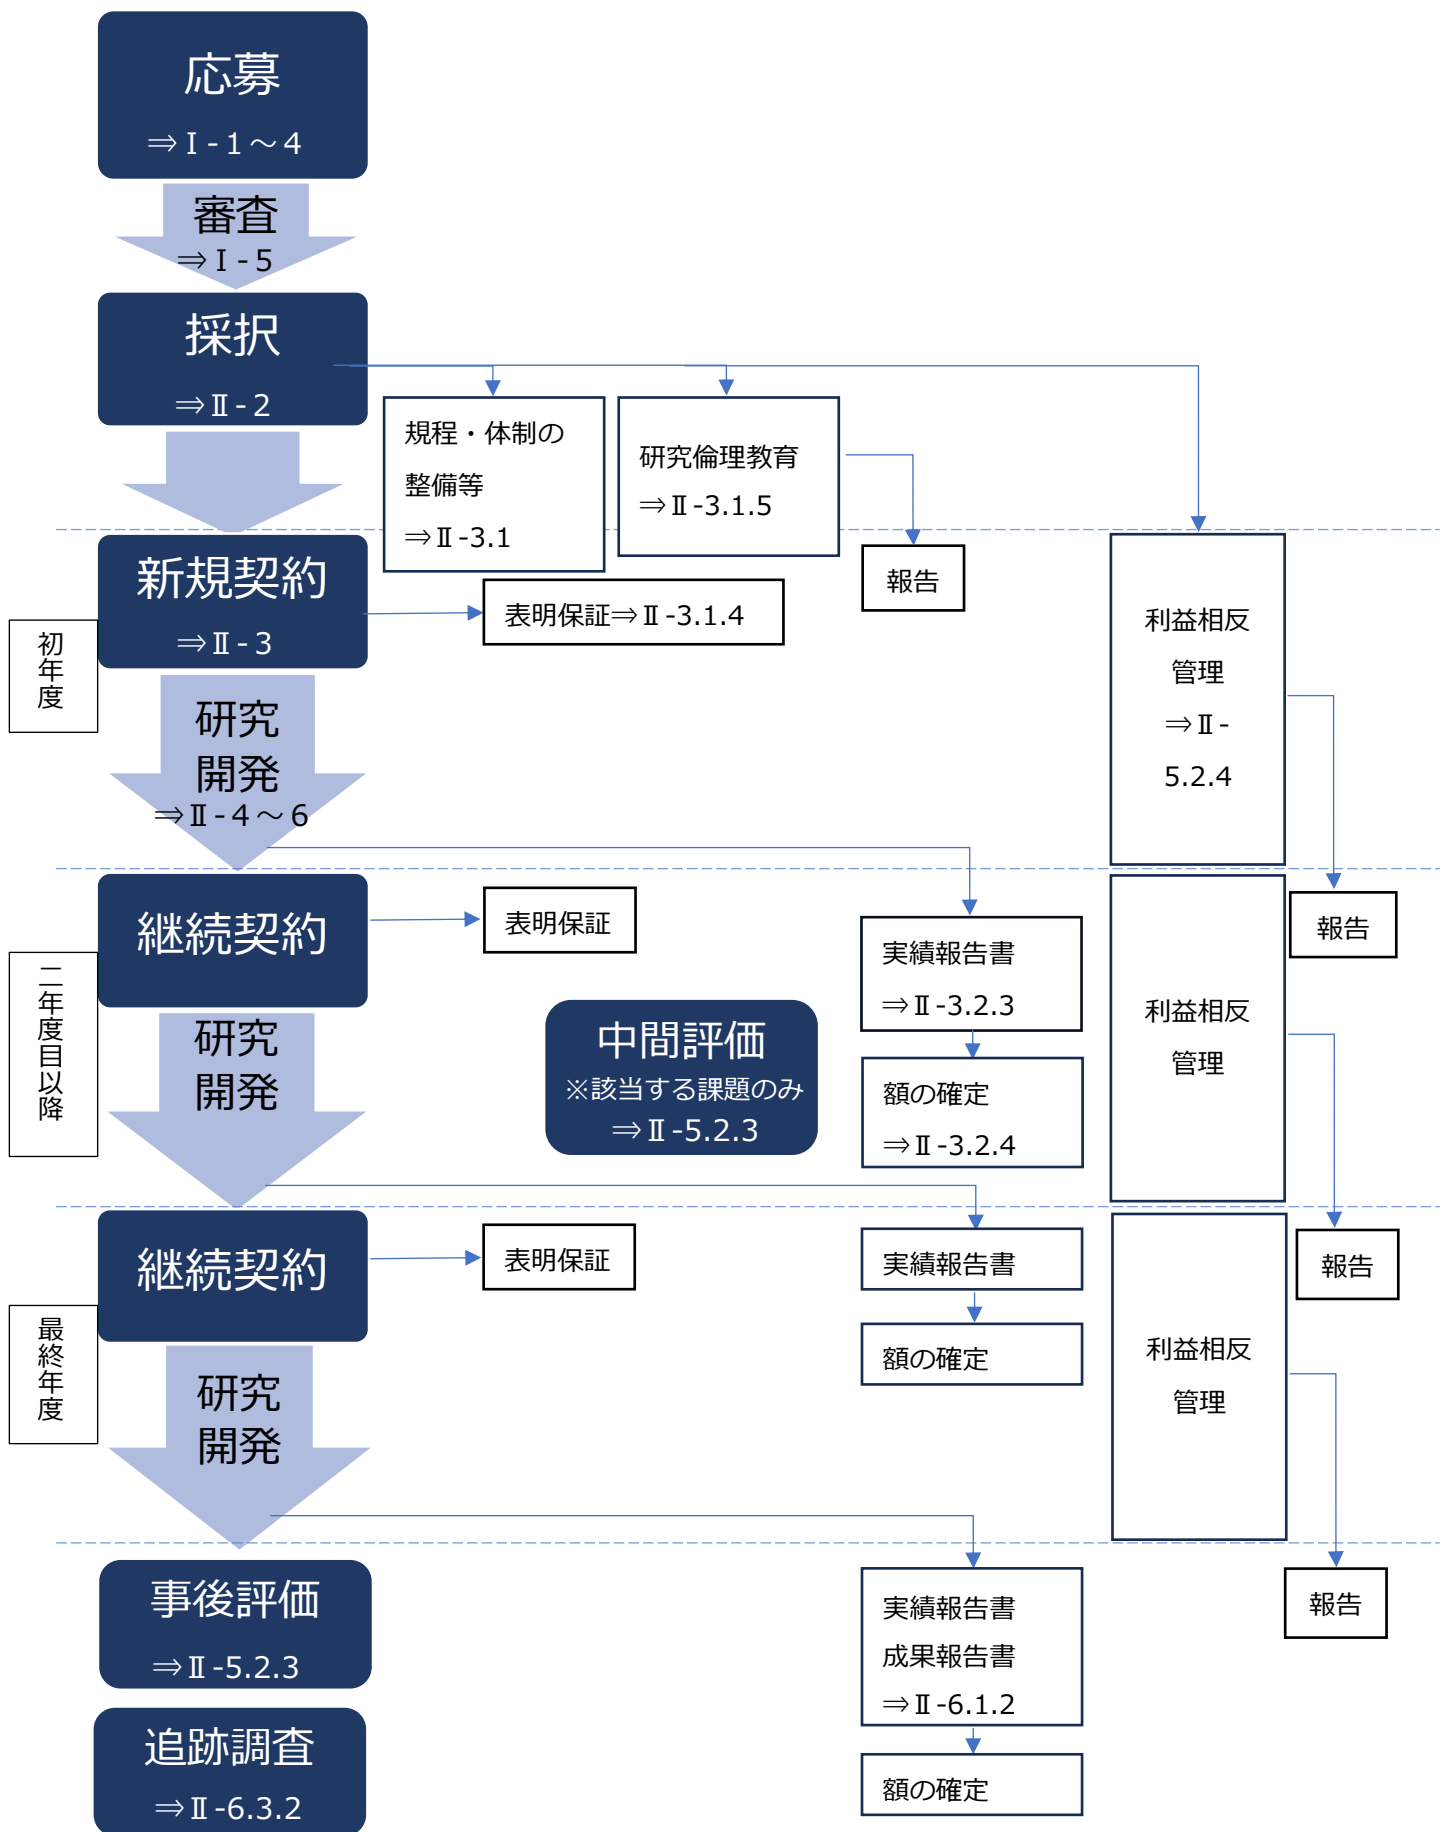 応募
⇒Ⅰ-1～4
審査
⇒Ⅰ-5
採択
⇒Ⅱ-2
規程・体制の
整備等
⇒Ⅱ-3.1
研究倫理教育
⇒Ⅱ-3.1.5
報告
初年度
新規契約
⇒Ⅱ-3
表明保証⇒Ⅱ-3.1.4
利益相反
管理
⇒Ⅱ-
5.2.4
研究
開発
⇒Ⅱ-4～6
報告
二年度目以降
継続契約
表明保証
実績報告書
⇒Ⅱ-3.2.3
利益相反
管理
研究
開発
中間評価
※該当する課題のみ
⇒Ⅱ-5.2.3
額の確定
⇒Ⅱ-3.2.4
報告
最終年度
継続契約
表明保証
実績報告書
額の確定
利益相反
管理
研究
開発
報告
事後評価
⇒Ⅱ-5.2.3
実績報告書
成果報告書
⇒Ⅱ-6.1.2
追跡調査
⇒Ⅱ-6.3.2
額の確定